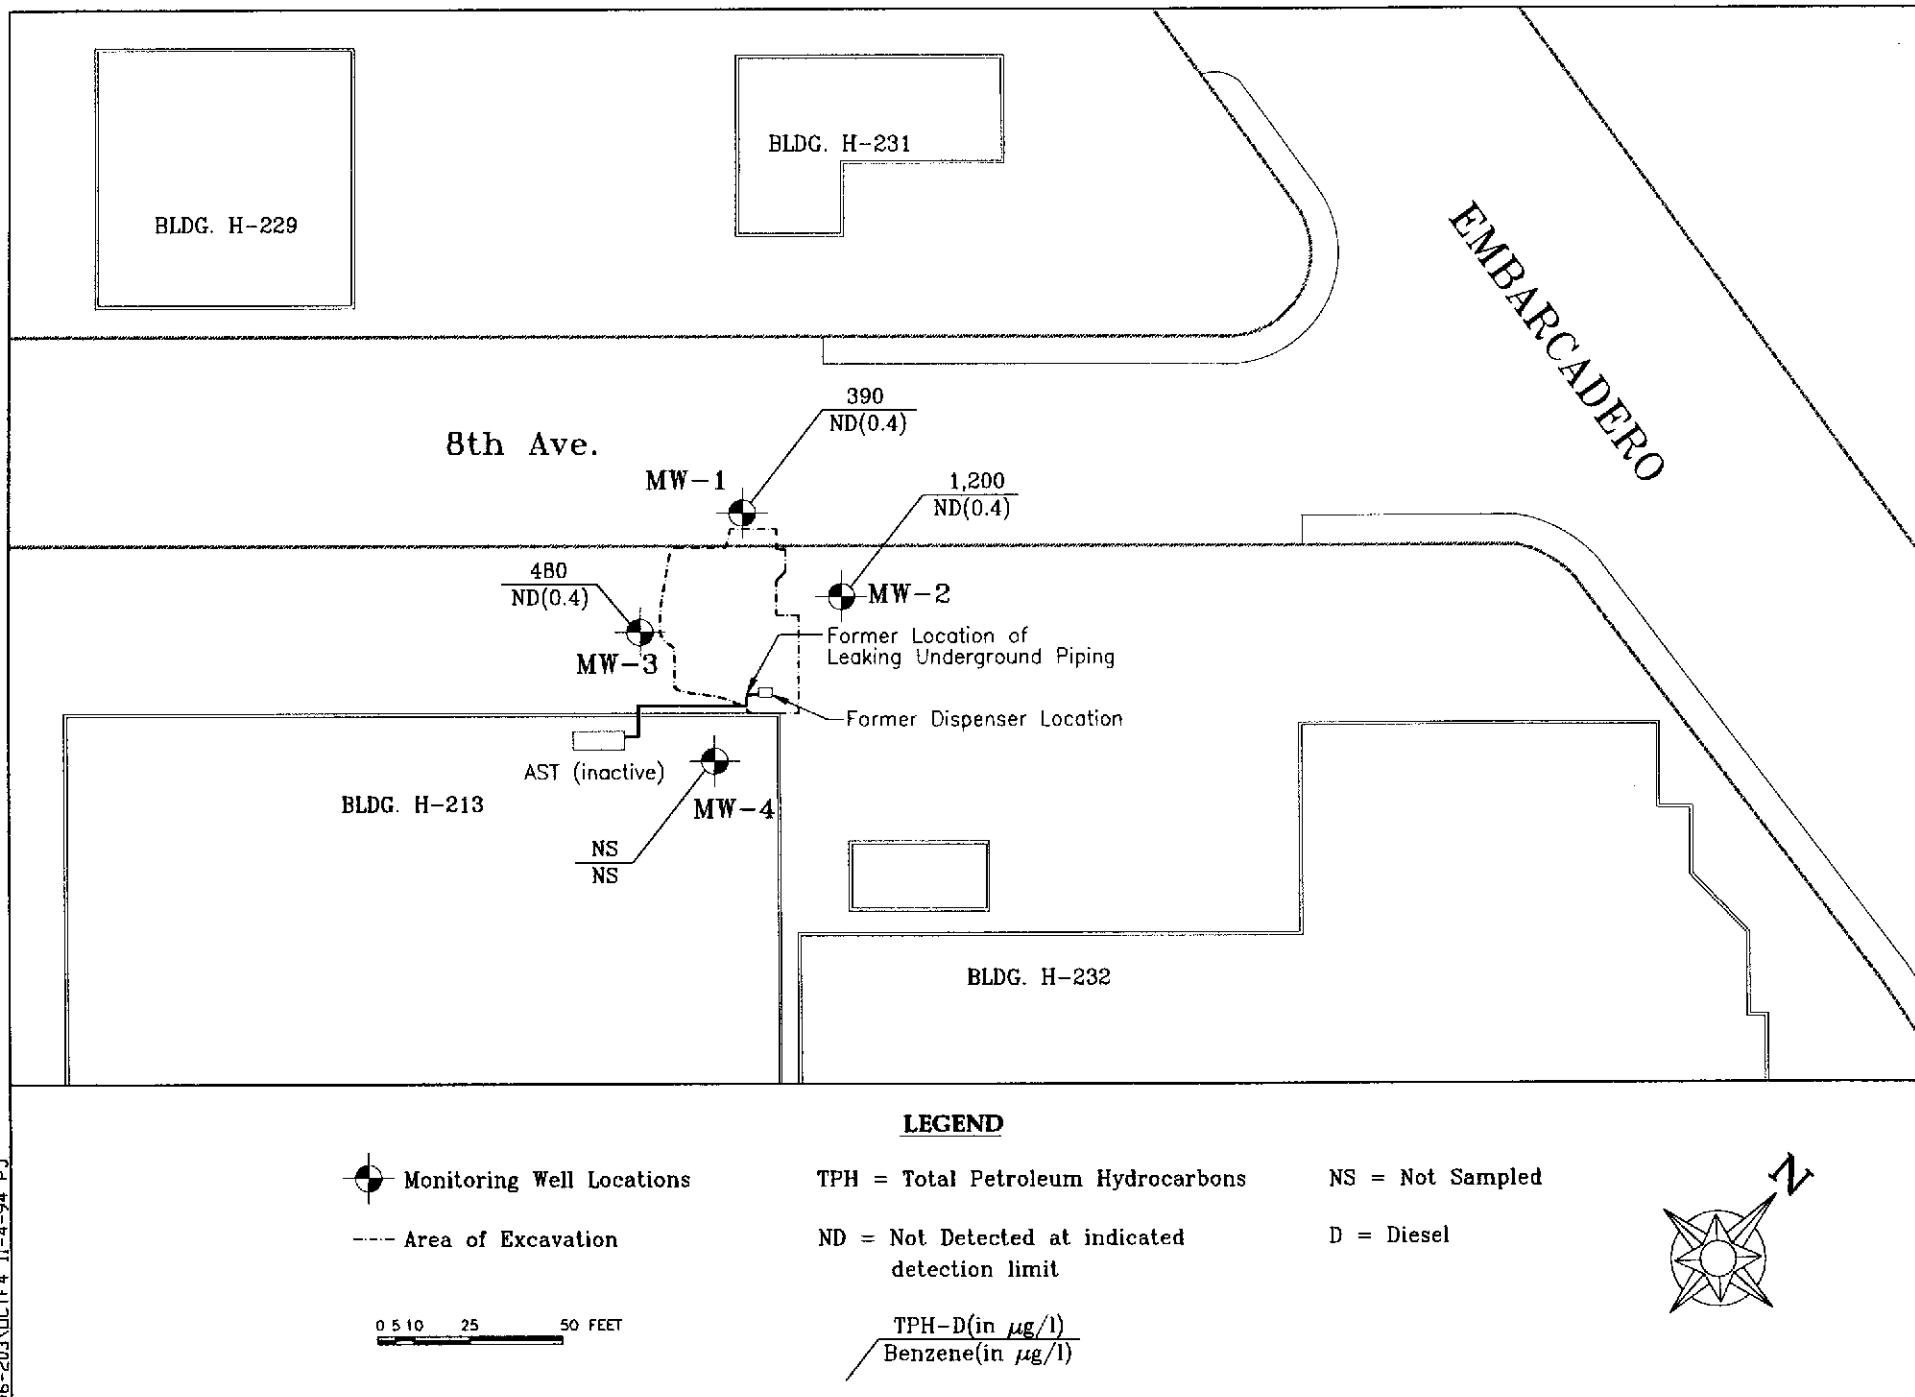 BLDG. H-229
BLDG. H-231
EMBARCADERO
8th Ave.
390
ND(0.4)
MW-1
1,200
ND(0.4)
MW-2
480
ND(0.4)
MW-3
Former Location of
Leaking Underground Piping
Former Dispenser Location
AST (inactive)
BLDG. H-213
MW-4
NS
NS
BLDG. H-232
LEGEND
Monitoring Well Locations
Area of Excavation
0 5 10 25 50 FEET
TPH = Total Petroleum Hydrocarbons
ND = Not Detected at indicated
detection limit
TPH-D(in µg/l)
Benzene(in µg/l)
NS = Not Sampled
D = Diesel
N
11-4-94 PJ